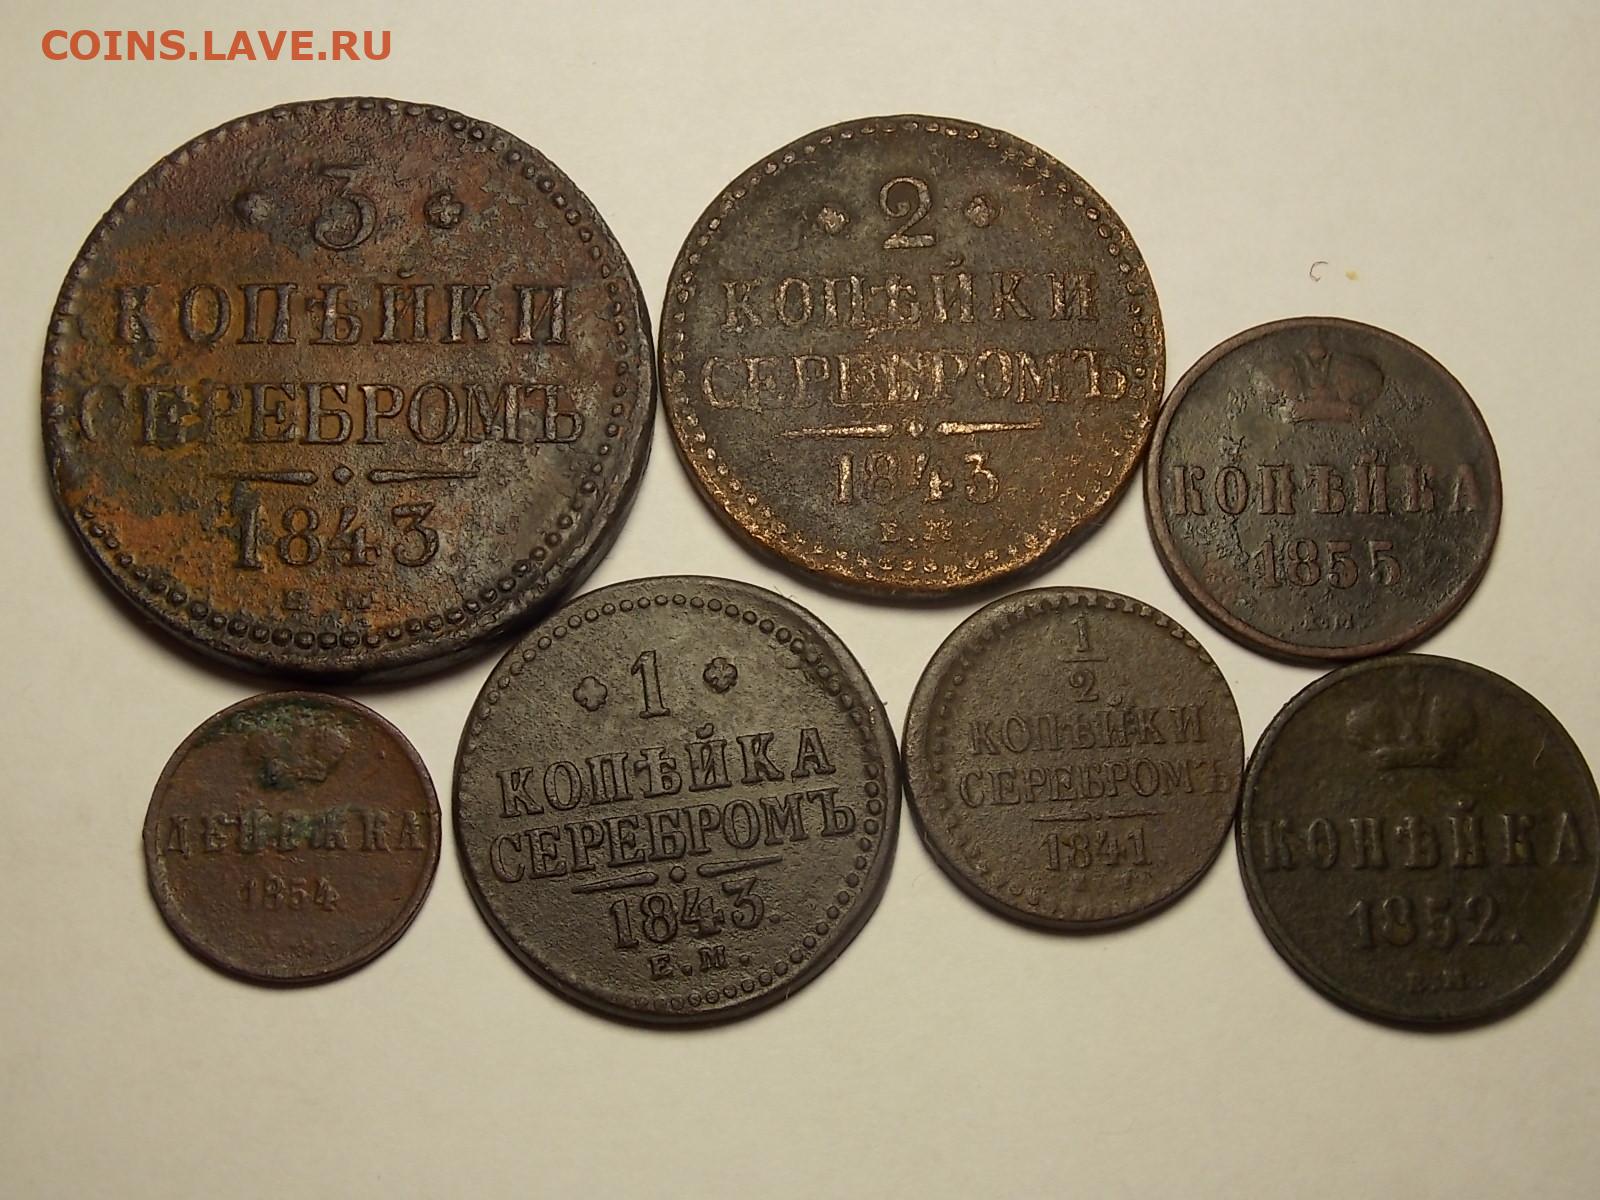 COINS.LAVE.RU
3
КОПѢЙКИ
СЕРЕБРОМЪ
1843
Е.М.
2
КОПѢЙКИ
СЕРЕБРОМЪ
1843
Е.М.
КОПѢЙКА
1855
Е.М.
ДЕНЕЖКА
1854
1
КОПѢЙКА
СЕРЕБРОМЪ
1843.
Е.М.
1
2
КОПѢЙКИ
СЕРЕБРОМЪ
1841
КОПѢЙКА
1852.
Е.М.